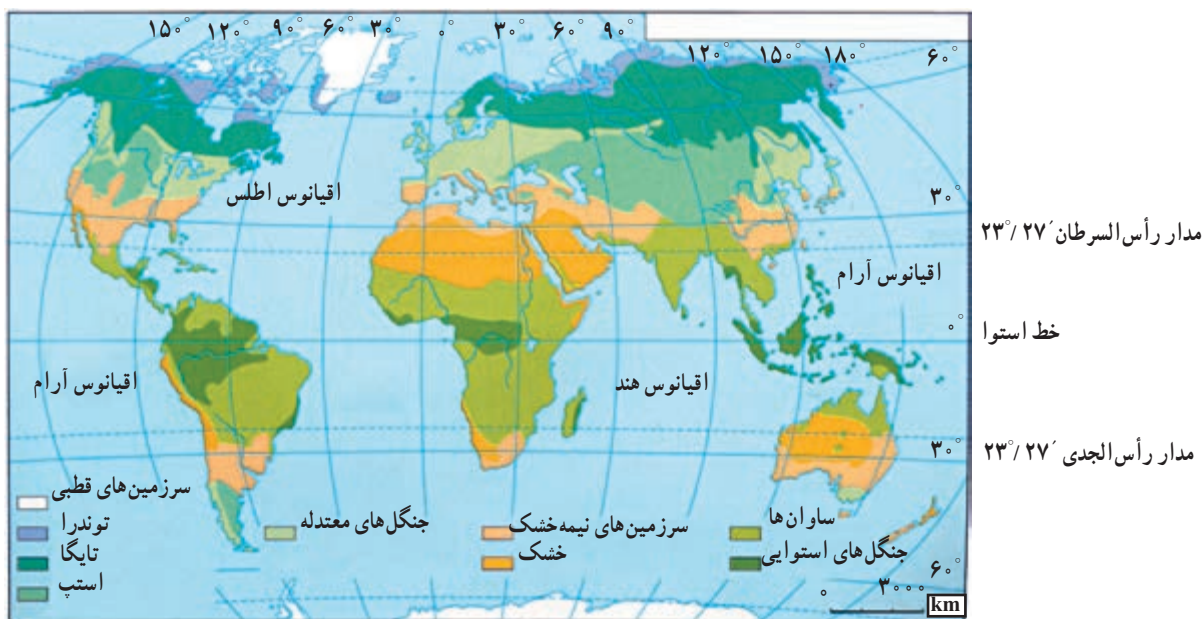 ۱۵۰° ۱۲۰° ۹۰° ۶۰° ۳۰° ۰° ۳۰° ۶۰° ۹۰°
۱۲۰° ۱۵۰° ۱۸۰° ۶۰°
اقیانوس اطلس
۳۰°
مدار رأس‌السرطان ۲۷´/ ۲۳°
اقیانوس آرام
۰°
خط استوا
اقیانوس آرام
اقیانوس هند
۳۰°
مدار رأس‌الجدی ۲۷´/ ۲۳°
سرزمین‌های قطبی
توندرا
تایگا
استپ
جنگل‌های معتدله
سرزمین‌های نیمه‌خشک
خشک
ساوان‌ها
جنگل‌های استوایی
۶۰°
۰ ۳۰۰۰
km